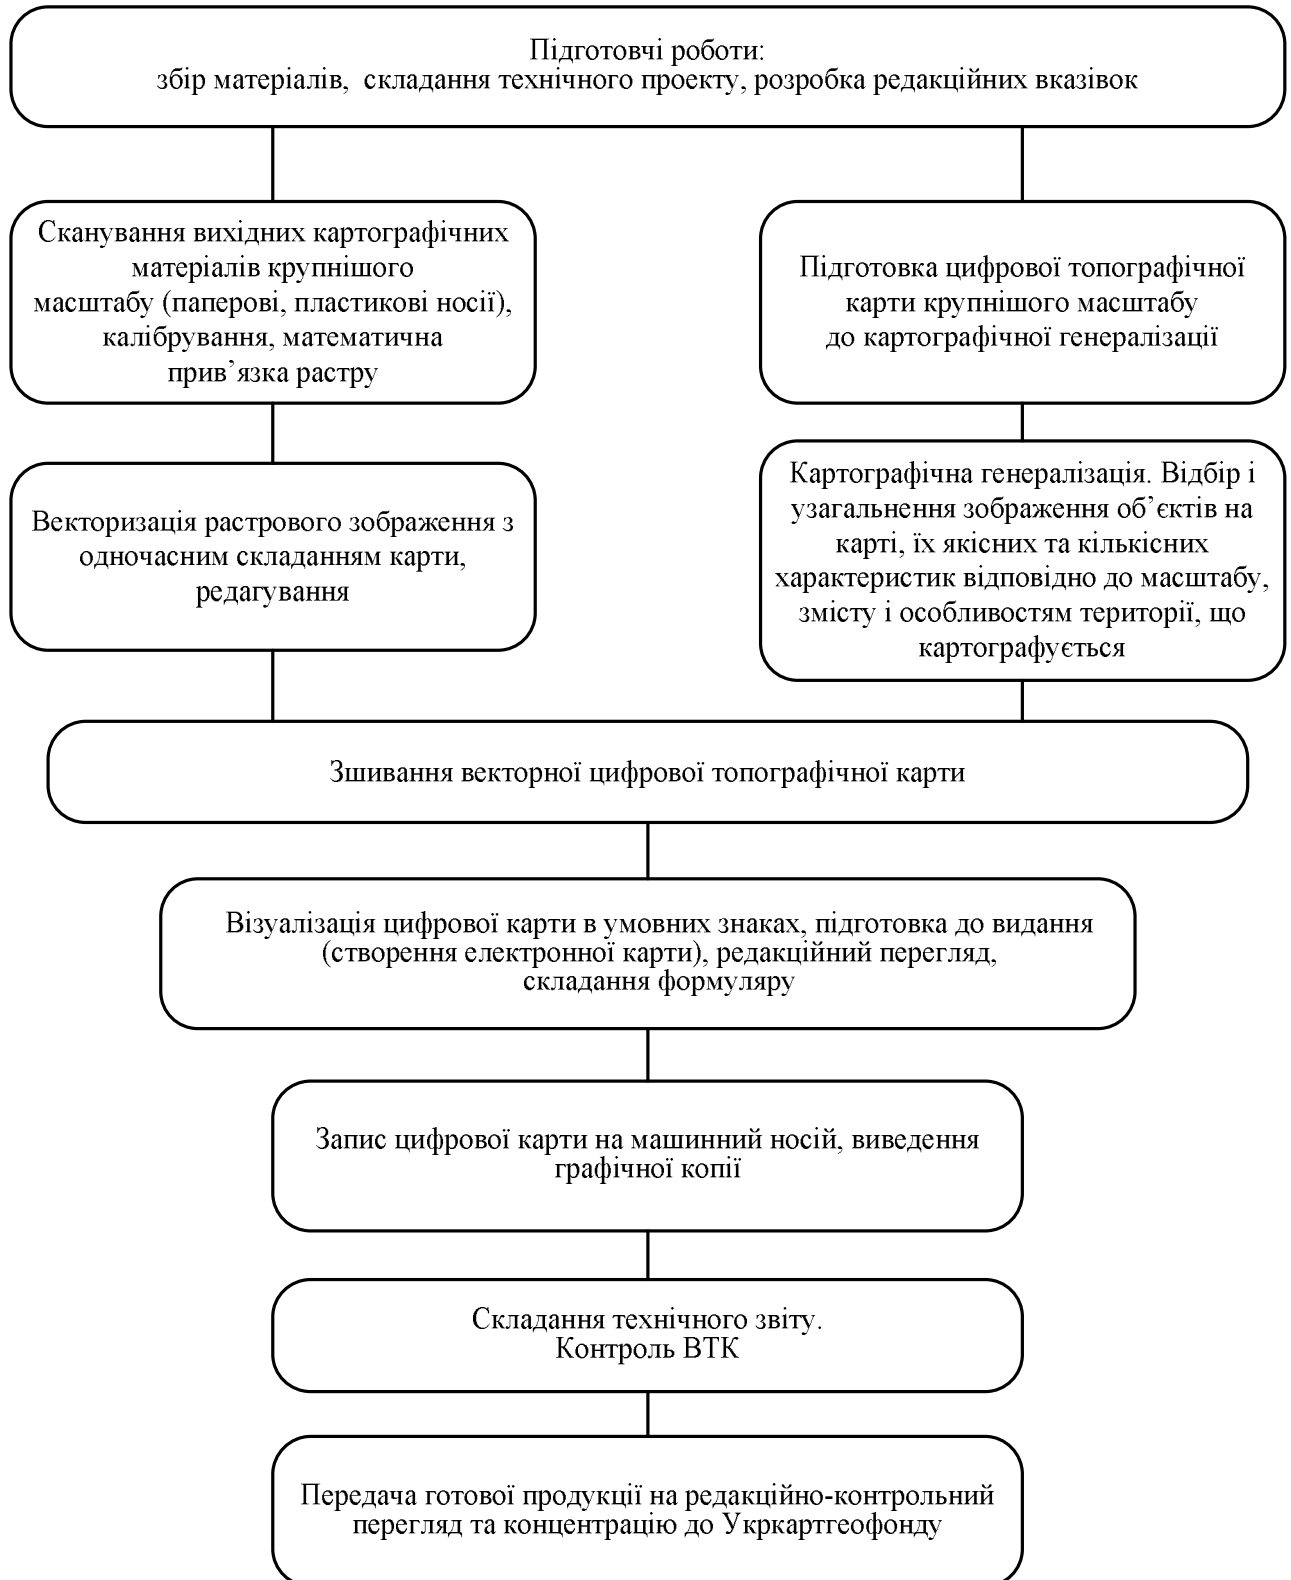 Підготовчі роботи:
збір матеріалів, складання технічного проекту, розробка редакційних вказівок
Сканування вихідних картографічних
матеріалів крупнішого
масштабу (паперові, пластикові носії),
калібрування, математична
прив’язка растру
Підготовка цифрової топографічної
карти крупнішого масштабу
до картографічної генералізації
Векторизація растрового зображення з
одночасним складанням карти,
редагування
Картографічна генералізація. Відбір і
узагальнення зображення об’єктів на
карті, їх якісних та кількісних
характеристик відповідно до масштабу,
змісту і особливостям території, що
картографується
Зшивання векторної цифрової топографічної карти
Візуалізація цифрової карти в умовних знаках, підготовка до видання
(створення електронної карти), редакційний перегляд,
складання формуляру
Запис цифрової карти на машинний носій, виведення
графічної копії
Складання технічного звіту.
Контроль ВТК
Передача готової продукції на редакційно-контрольний
перегляд та концентрацію до Укркартгеофонду